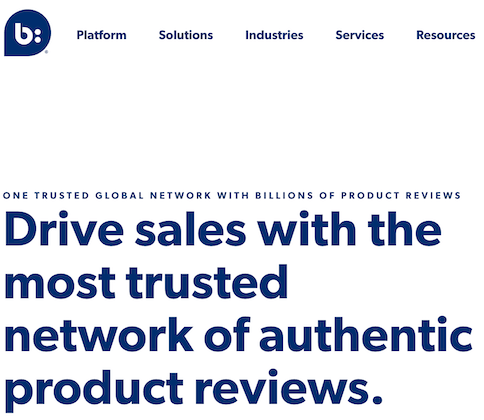 b:
Platform Solutions Industries Services Resources
ONE TRUSTED GLOBAL NETWORK WITH BILLIONS OF PRODUCT REVIEWS
Drive sales with the
most trusted
network of authentic
product reviews.